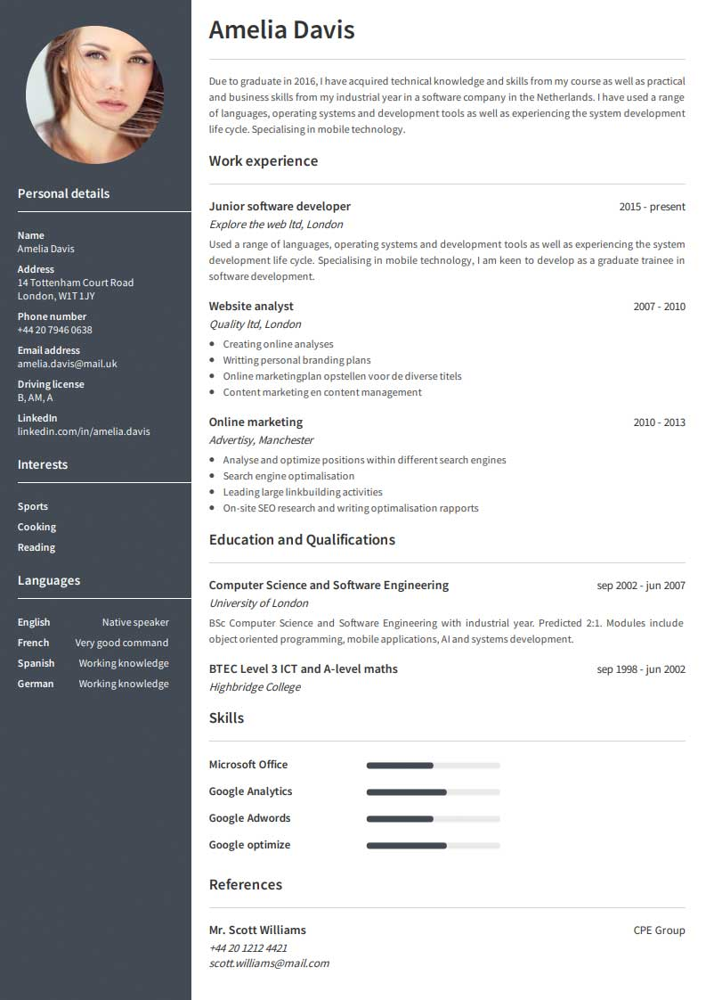 Amelia Davis
Due to graduate in 2016, I have acquired technical knowledge and skills from my course as well as practical
and business skills from my industrial year in a software company in the Netherlands. I have used a range
of languages, operating systems and development tools as well as experiencing the system development
life cycle. Specialising in mobile technology.
Personal details
Name
Amelia Davis
Address
14 Tottenham Court Road
London, W1T 1JY
Phone number
+44 20 7946 0638
Email address
amelia.davis@mail.uk
Driving license
B, AM, A
LinkedIn
linkedin.com/in/amelia.davis
Interests
Sports
Cooking
Reading
Languages
English Native speaker
French Very good command
Spanish Working knowledge
German Working knowledge
Work experience
Junior software developer 2015 - present
Explore the web ltd, London
Used a range of languages, operating systems and development tools as well as experiencing the system
development life cycle. Specialising in mobile technology, I am keen to develop as a graduate trainee in
software development.
Website analyst 2007 - 2010
Quality ltd, London
• Creating online analyses
• Writting personal branding plans
• Online marketingplan opstellen voor de diverse titels
• Content marketing en content management
Online marketing 2010 - 2013
Advertisy, Manchester
• Analyse and optimize positions within different search engines
• Search engine optimalisation
• Leading large linkbuilding activities
• On-site SEO research and writing optimalisation rapports
Education and Qualifications
Computer Science and Software Engineering sep 2002 - jun 2007
University of London
BSc Computer Science and Software Engineering with industrial year. Predicted 2:1. Modules include
object oriented programming, mobile applications, AI and systems development.
BTEC Level 3 ICT and A-level maths sep 1998 - jun 2002
Highbridge College
Skills
Microsoft Office
Google Analytics
Google Adwords
Google optimize
References
Mr. Scott Williams CPE Group
+44 20 1212 4421
scott.williams@mail.com